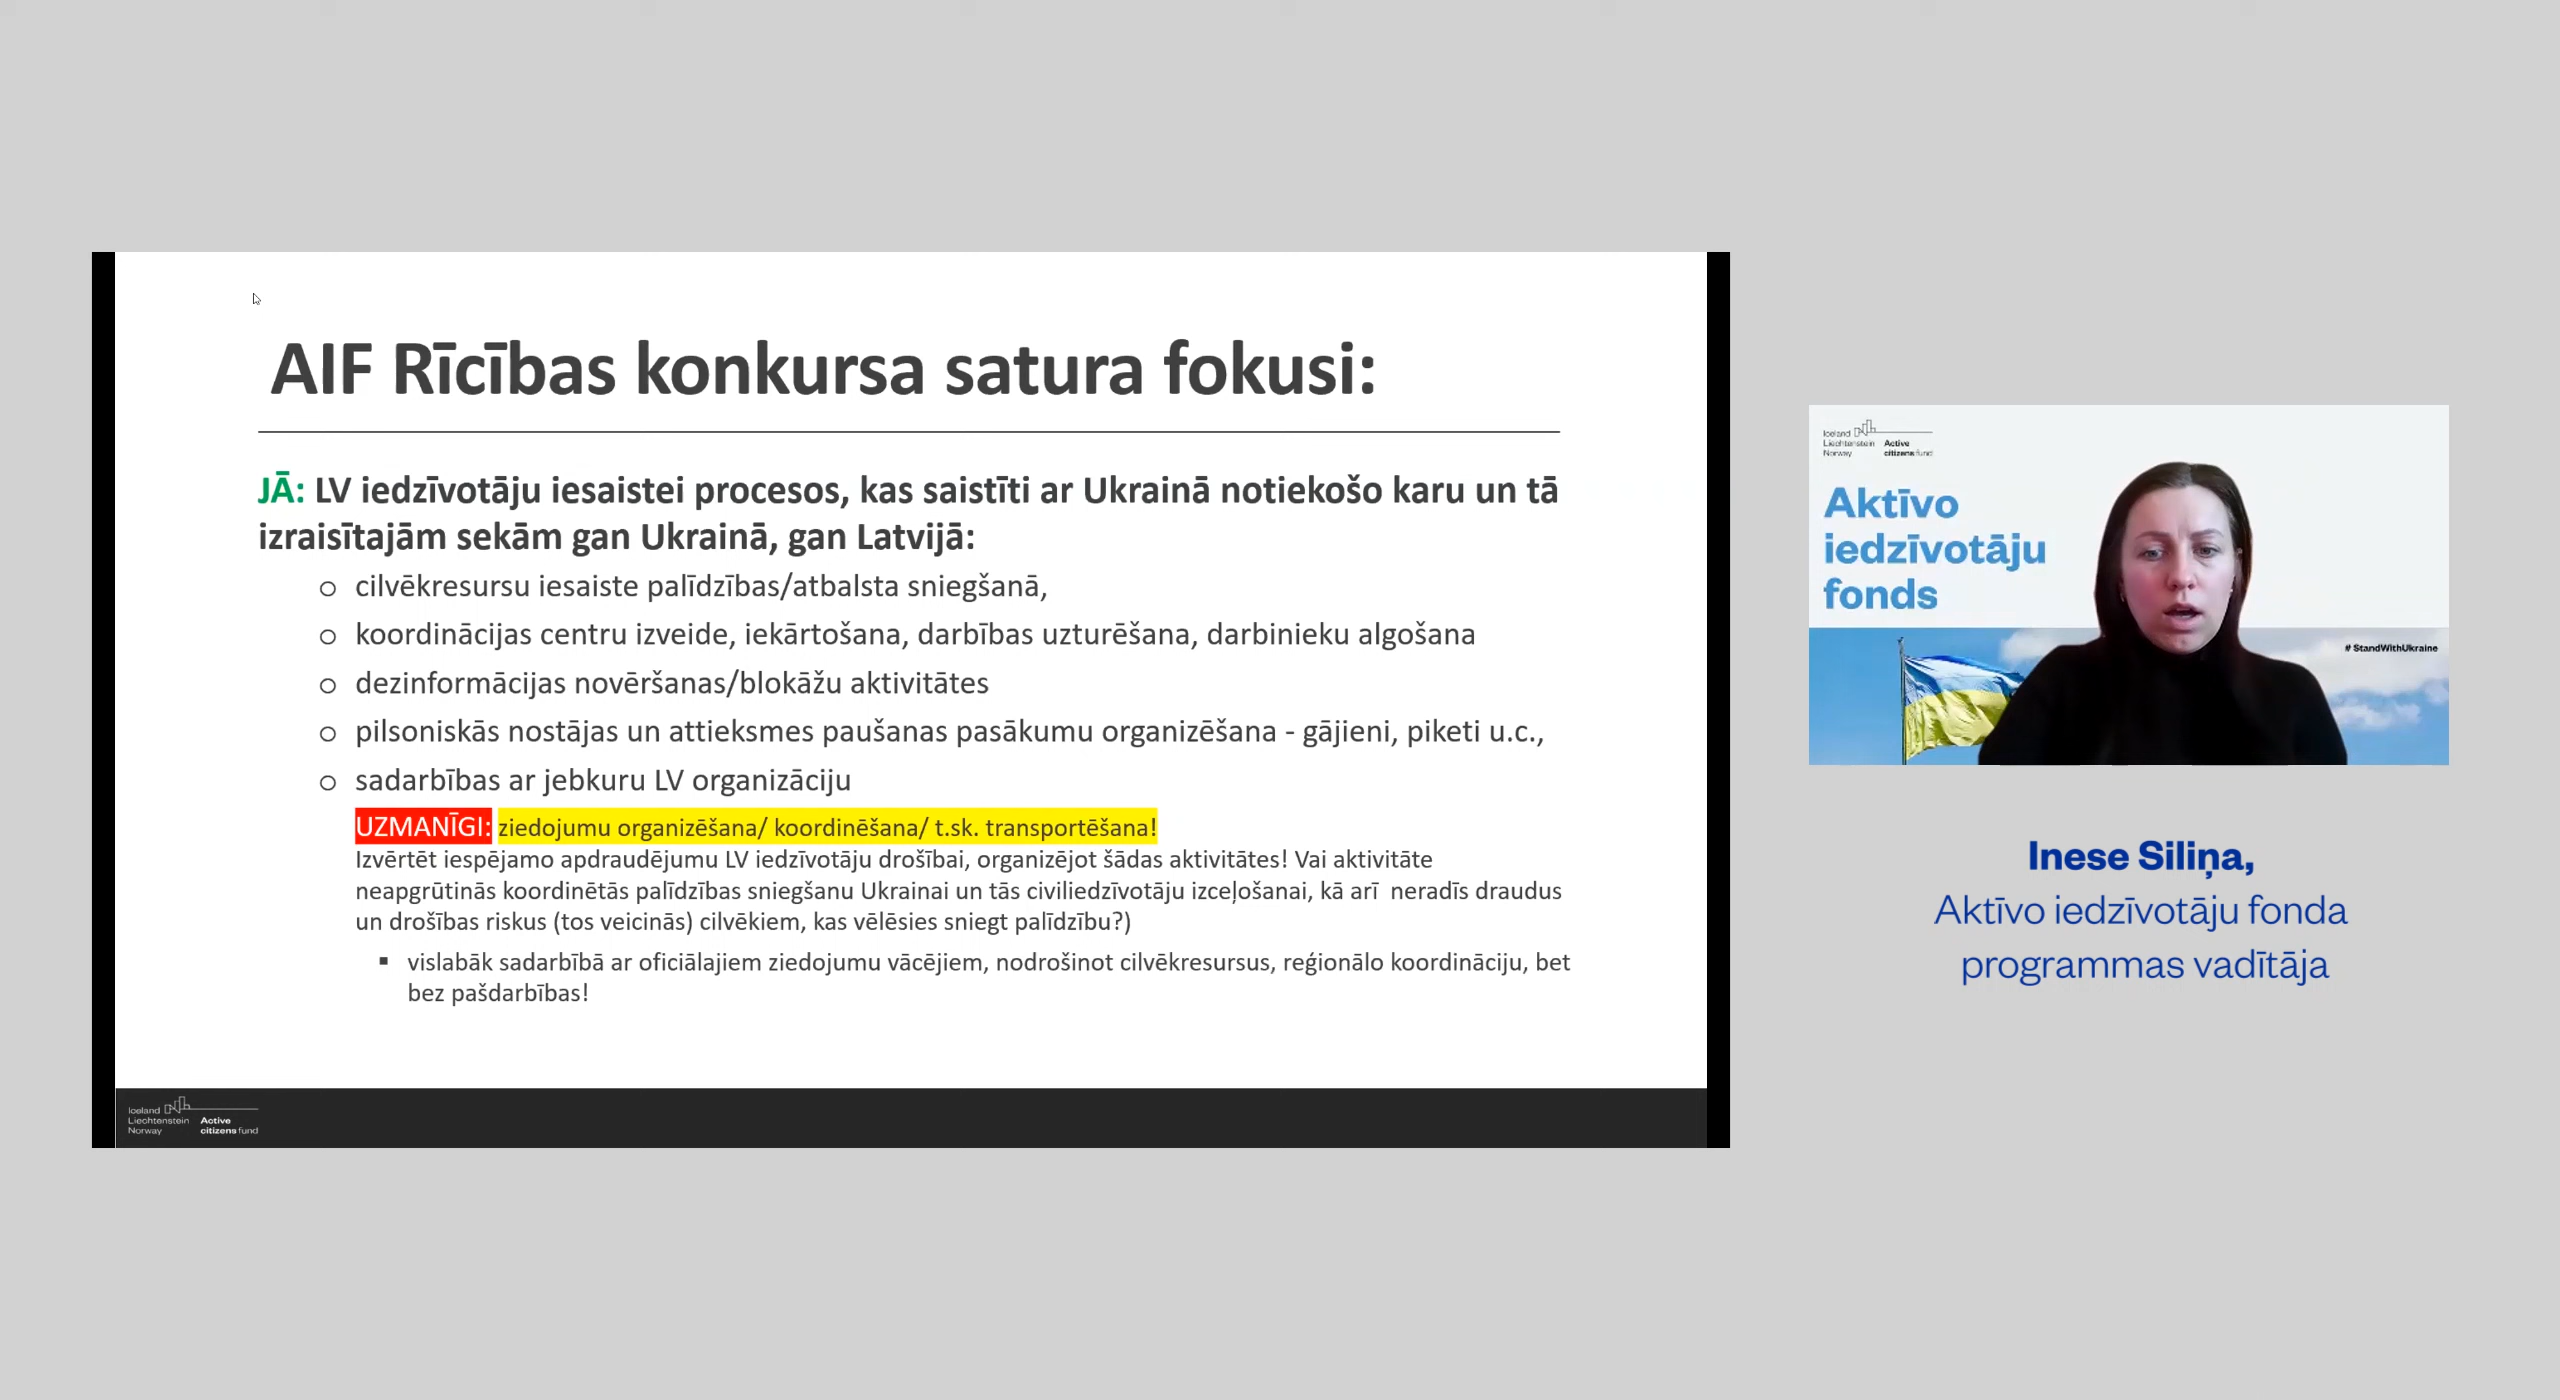 AIF Rīcības konkursa satura fokusi:
JĀ: LV iedzīvotāju iesaistei procesos, kas saistīti ar Ukrainā notiekošo karu un tā
izraisītajām sekām gan Ukrainā, gan Latvijā:
o cilvēkresursu iesaiste palīdzības/atbalsta sniegšanā,
o koordinācijas centru izveide, iekārtošana, darbības uzturēšana, darbinieku algošana
o dezinformācijas novēršanas/blokāžu aktivitātes
o pilsoniskās nostājas un attieksmes paušanas pasākumu organizēšana - gājieni, piketi u.c.,
o sadarbības ar jebkuru LV organizāciju
UZMANĪGI: ziedojumu organizēšana/ koordinēšana/ t.sk. transportēšana!
Izvērtēt iespējamo apdraudējumu LV iedzīvotāju drošībai, organizējot šādas aktivitātes! Vai aktivitāte
neapgrūtinās koordinētās palīdzības sniegšanu Ukrainai un tās civiliedzīvotāju izceļošanai, kā arī neradīs draudus
un drošības riskus (tos veicinās) cilvēkiem, kas vēlēsies sniegt palīdzību?)
▪ vislabāk sadarbībā ar oficiālajiem ziedojumu vācējiem, nodrošinot cilvēkresursus, reģionālo koordināciju, bet
bez pašdarbības!
Iceland
Liechtenstein Active
Norway citizens fund
Iceland
Liechtenstein Active
Norway citizens fund
Aktīvo
iedzīvotāju
fonds
# StandWithUkraine
Inese Siliņa,
Aktīvo iedzīvotāju fonda
programmas vadītāja